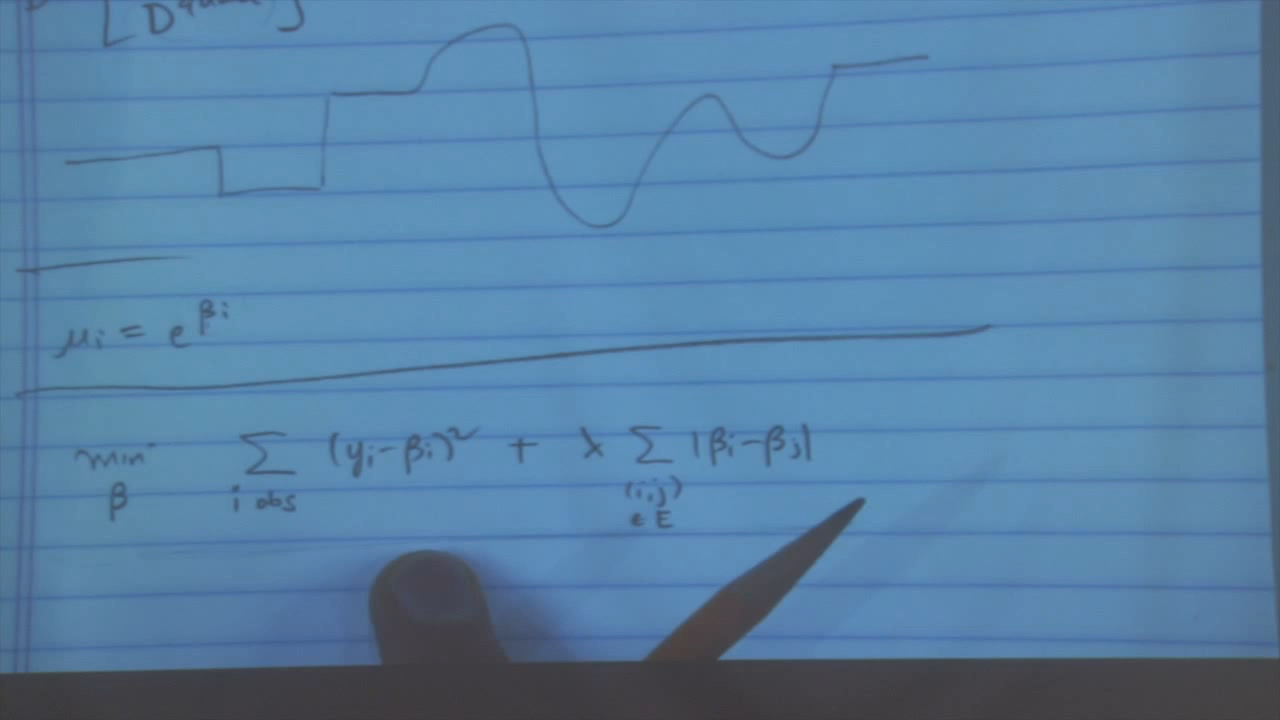 μi = e^βi
min Σ (yi - βi)² + λ Σ |βi - βj|
β i obs (i,j)
∈ E